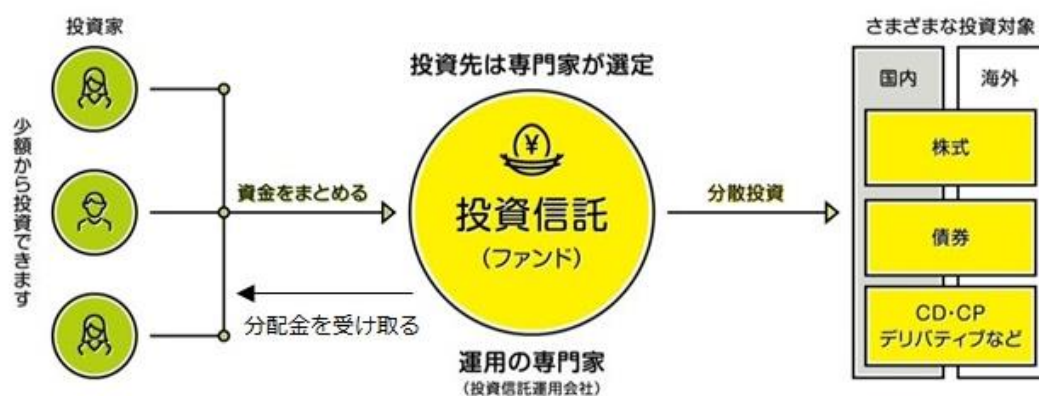 投資家
少額から投資できます
資金をまとめる
分配金を受け取る
投資先は専門家が選定
¥
投資信託
(ファンド)
運用の専門家
(投資信託運用会社)
分散投資
さまざまな投資対象
国内 海外
株式
債券
CD・CP
デリバティブなど